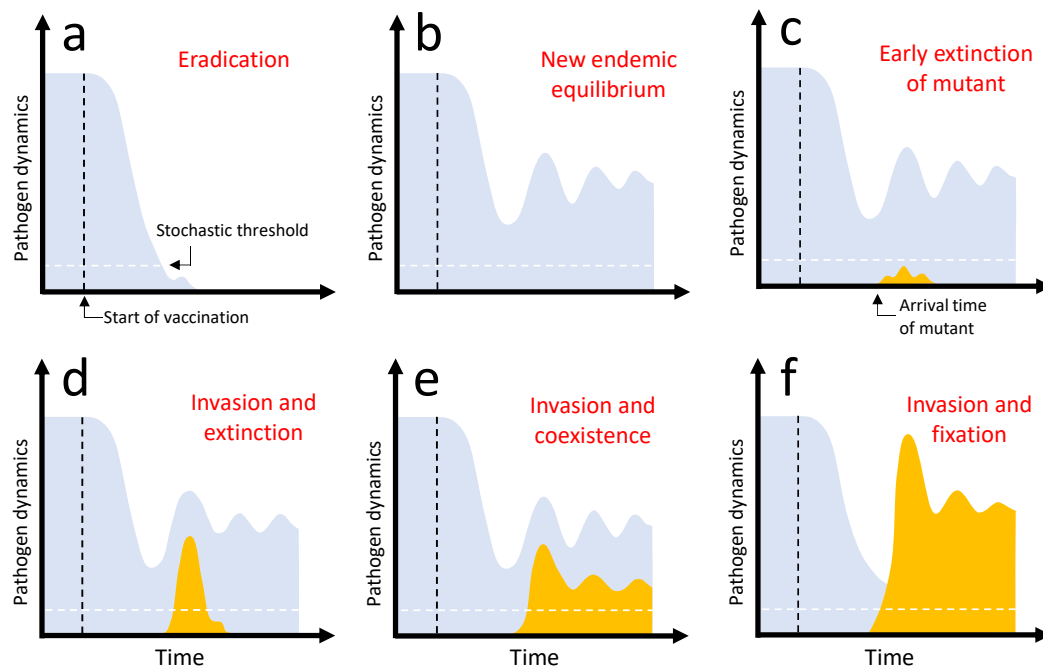 a
Eradication
Pathogen dynamics
Stochastic threshold
Start of vaccination
b
New endemic
equilibrium
Pathogen dynamics
c
Early extinction
of mutant
Pathogen dynamics
Arrival time
of mutant
d
Invasion and
extinction
Pathogen dynamics
Time
e
Invasion and
coexistence
Pathogen dynamics
Time
f
Invasion and
fixation
Pathogen dynamics
Time